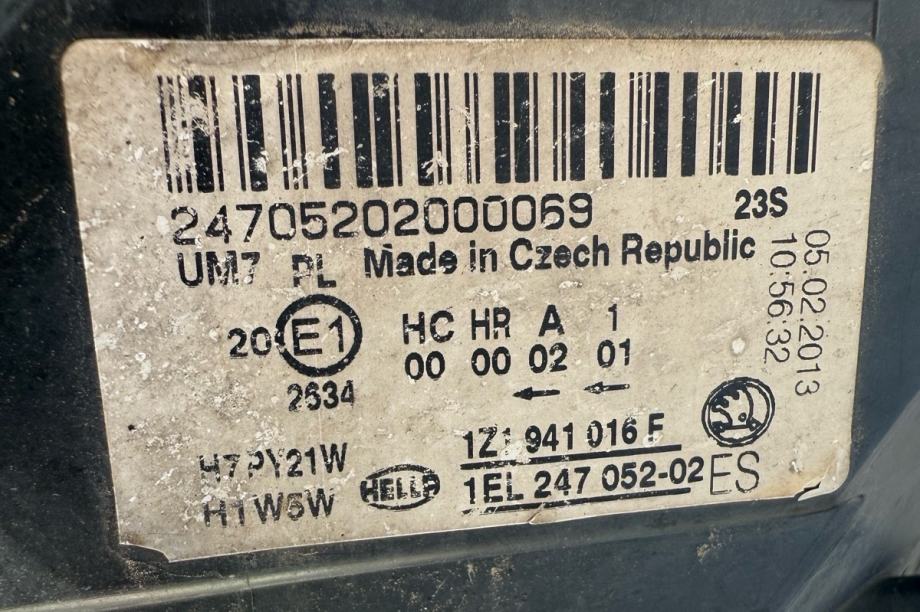 247052020000069 23S
UM7 PL Made in Czech Republic
05.02.2013
10:56:32
20 E1 HC HR A 1
00 00 02 01
2634
1Z1 941 016 F
H7 PY21W
HELLA 1EL 247 052-02 ES
H1 W5W